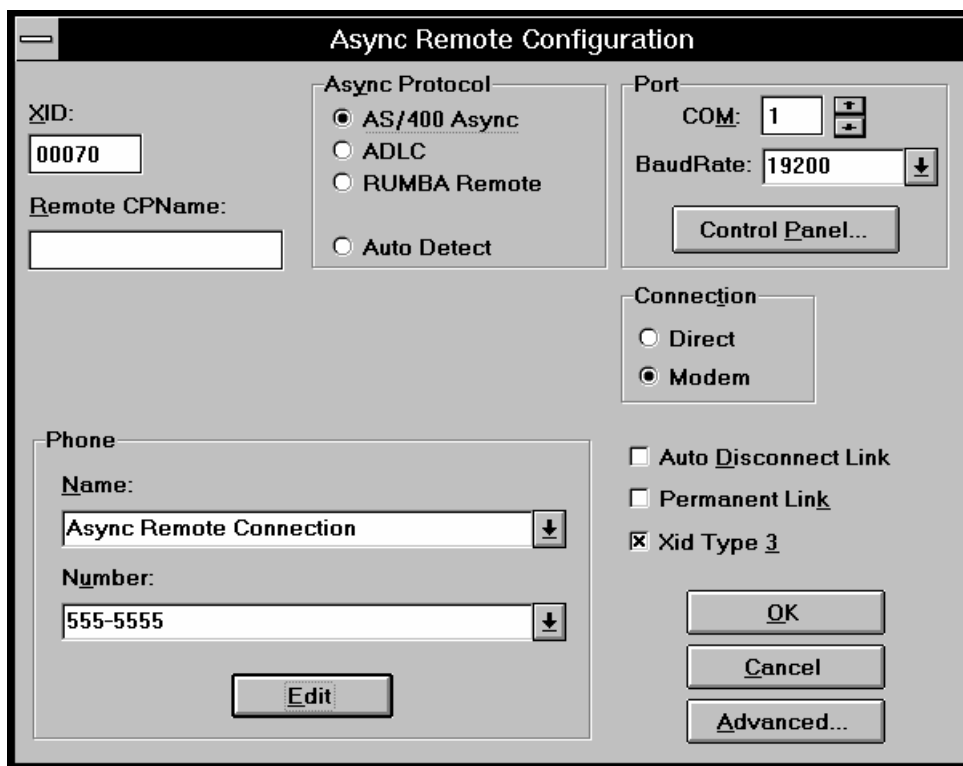 Async Remote Configuration
XID:
00070
Remote CPName:
Async Protocol
AS/400 Async
ADLC
RUMBA Remote
Auto Detect
Port
COM: 1
BaudRate: 19200
Control Panel...
Connection
Direct
Modem
Phone
Name:
Async Remote Connection
Number:
555-5555
Edit
Auto Disconnect Link
Permanent Link
Xid Type 3
OK
Cancel
Advanced...